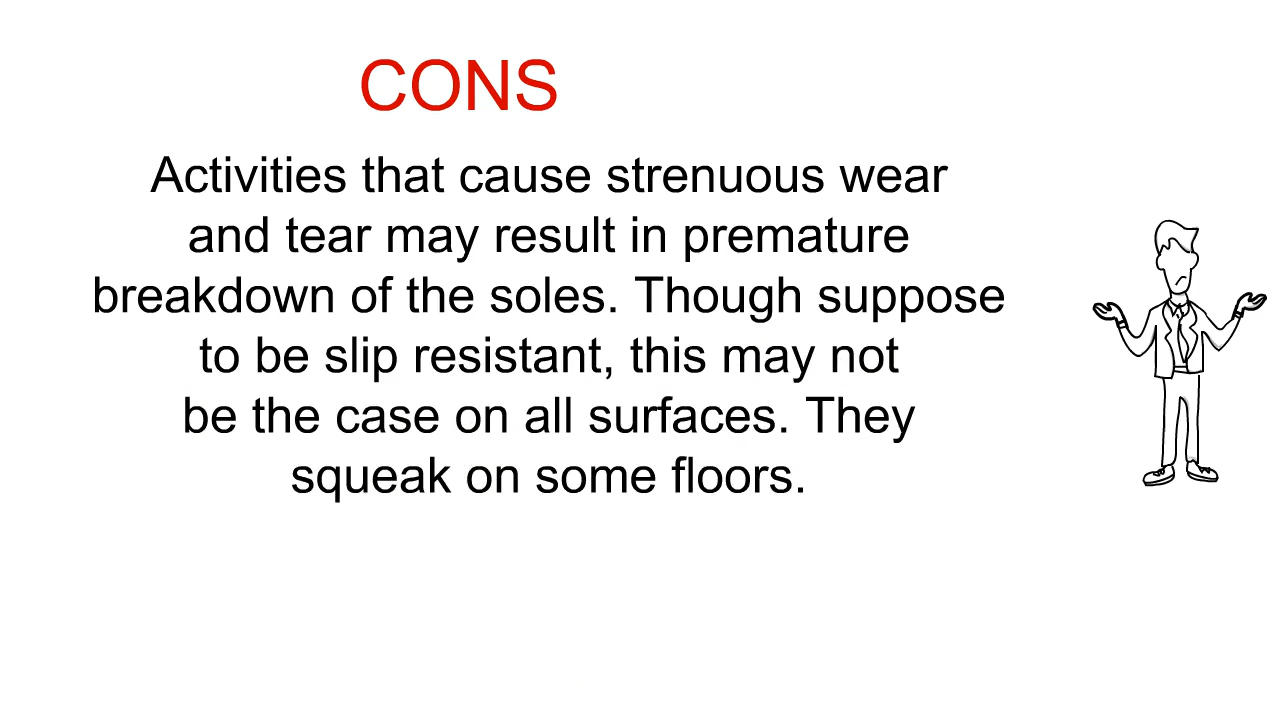 CONS
Activities that cause strenuous wear
and tear may result in premature
breakdown of the soles. Though suppose
to be slip resistant, this may not
be the case on all surfaces. They
squeak on some floors.